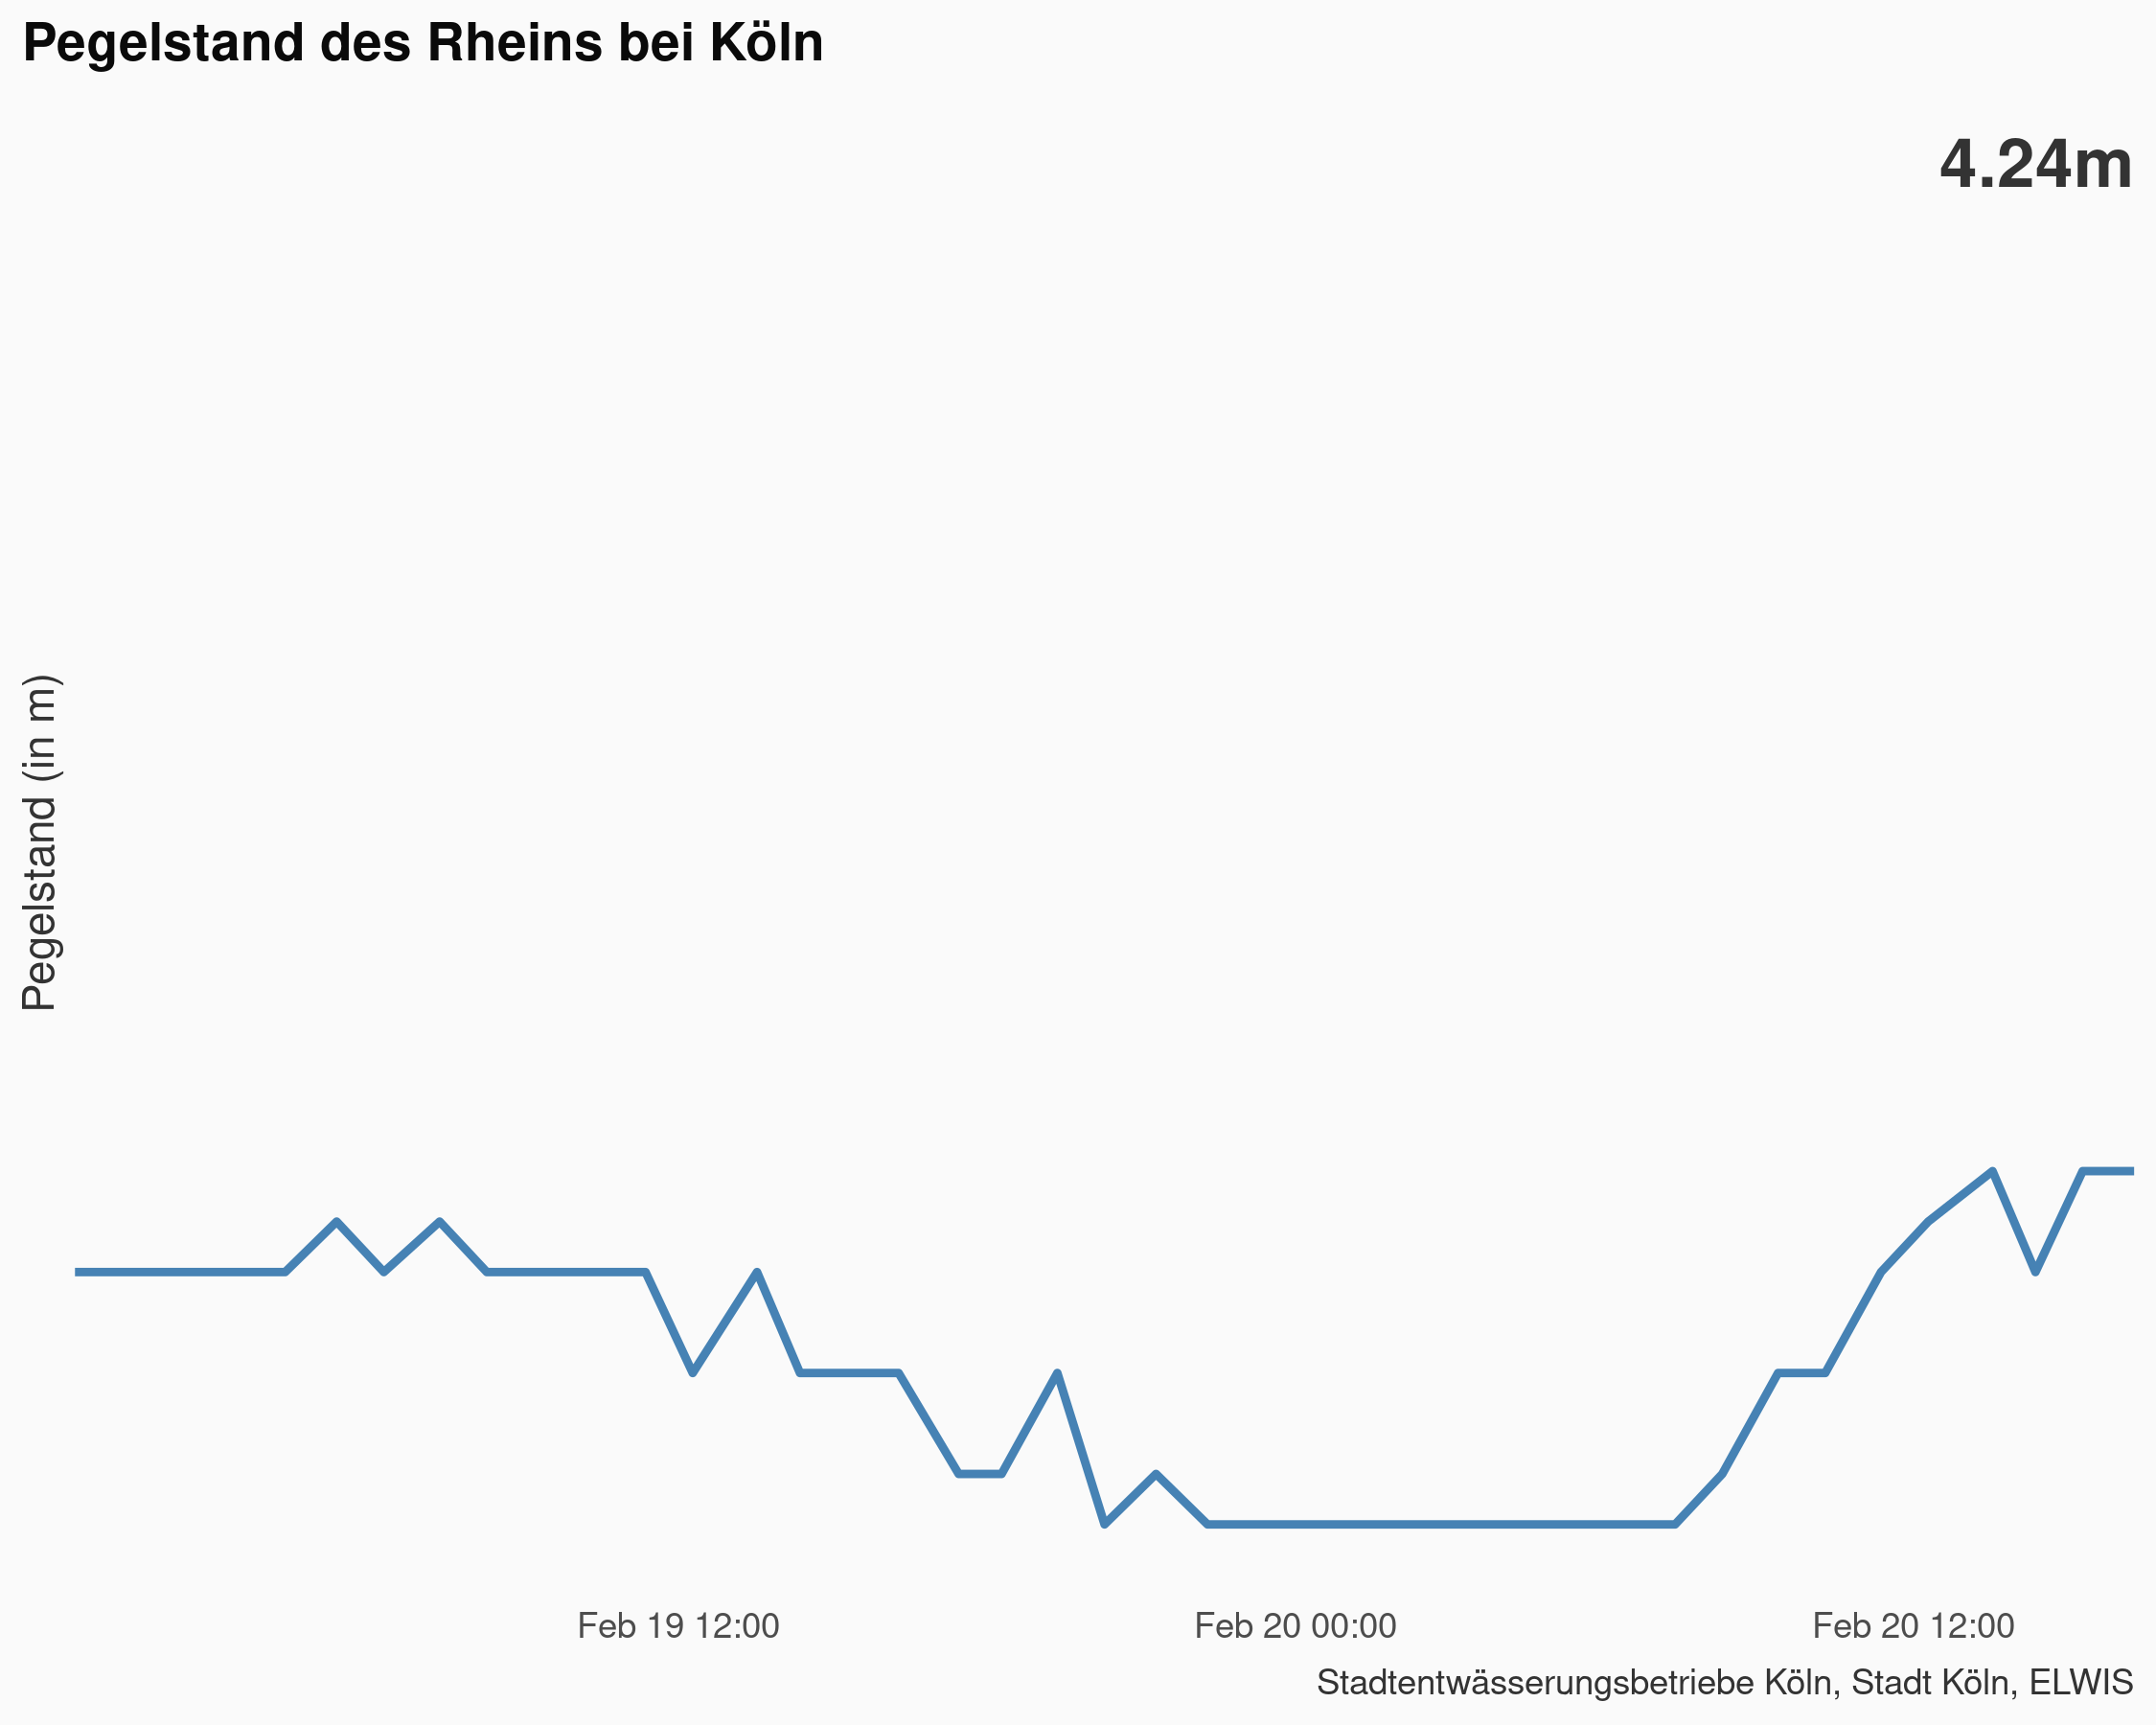 Pegelstand des Rheins bei Köln
4.24m
Pegelstand (in m)
Feb 19 12:00
Feb 20 00:00
Feb 20 12:00
Stadtentwässerungsbetriebe Köln, Stadt Köln, ELWIS